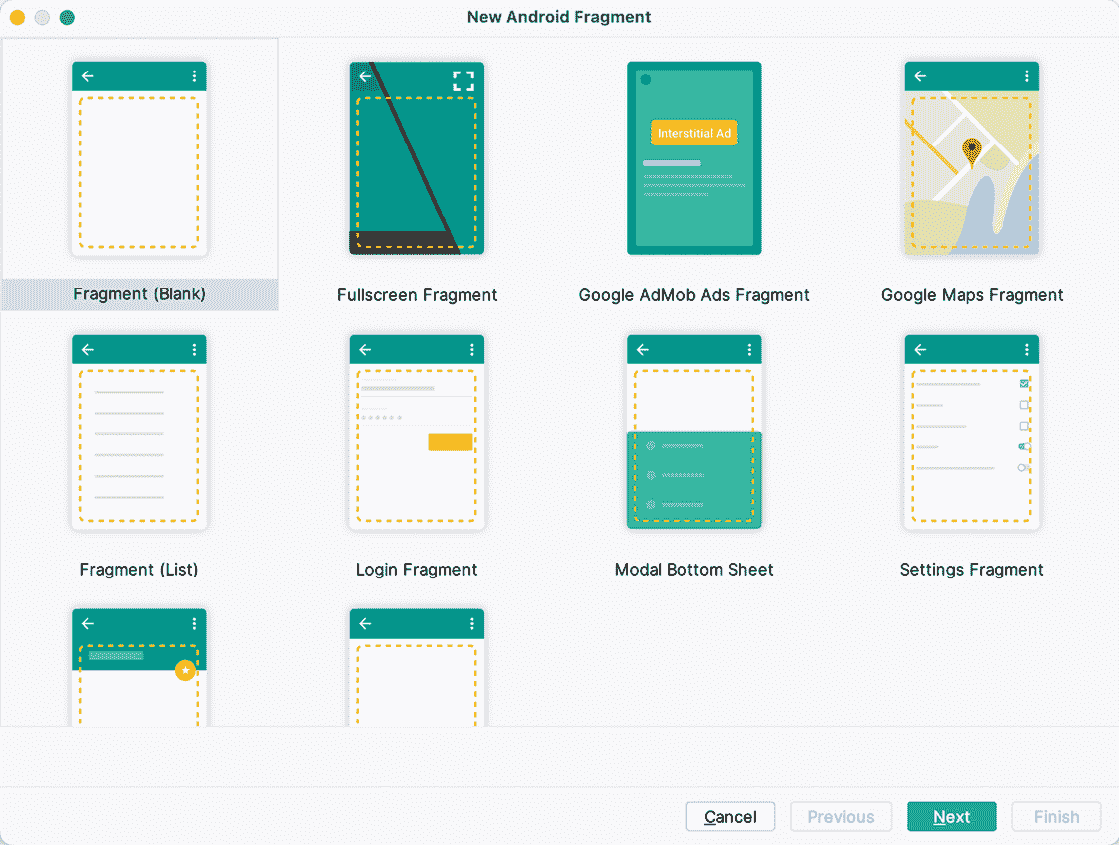 New Android Fragment
Interstitial Ad
Fragment (Blank)
Fullscreen Fragment
Google AdMob Ads Fragment
Google Maps Fragment
Fragment (List)
Login Fragment
Modal Bottom Sheet
Settings Fragment
Cancel
Previous
Next
Finish